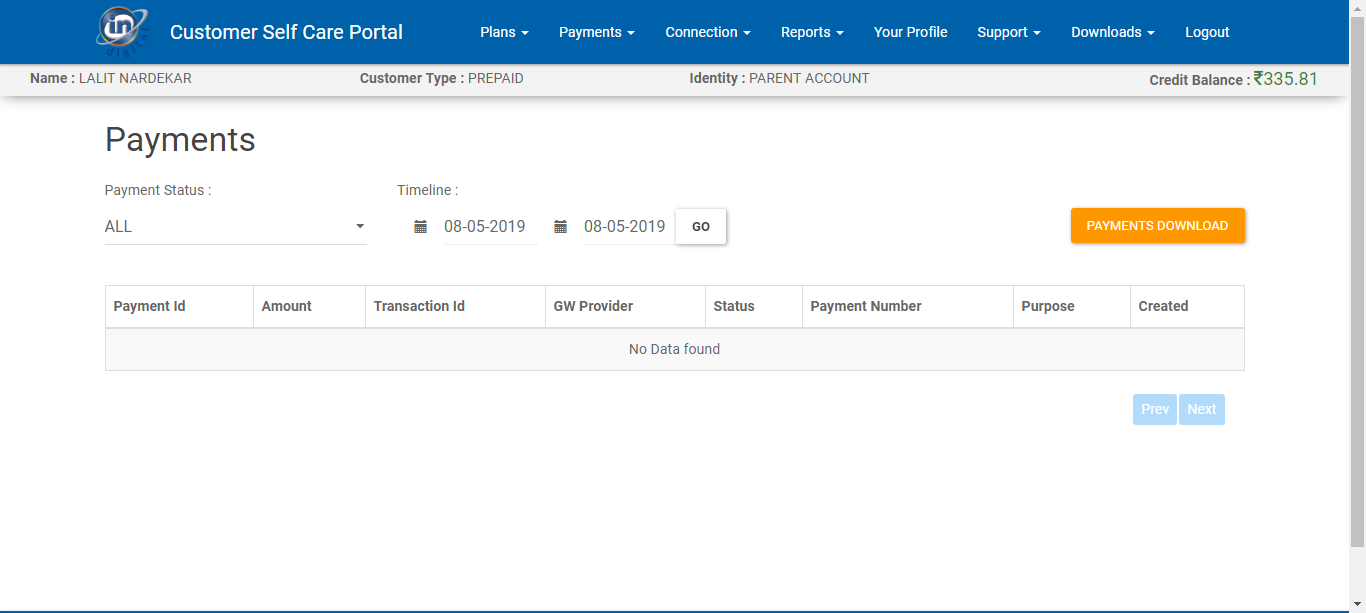 in
digital
Customer Self Care Portal
Plans Payments Connection Reports Your Profile Support Downloads Logout
Name : LALIT NARDEKAR Customer Type : PREPAID Identity : PARENT ACCOUNT Credit Balance : ₹335.81
Payments
Payment Status : Timeline :
ALL 08-05-2019 08-05-2019 GO PAYMENTS DOWNLOAD
Payment Id Amount Transaction Id GW Provider Status Payment Number Purpose Created
No Data found
Prev Next